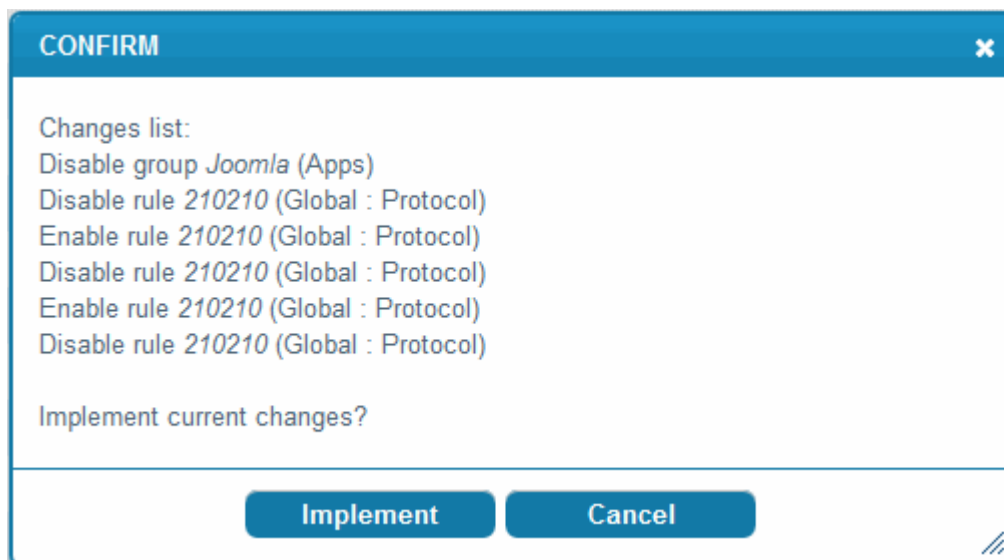 CONFIRM
Changes list:
Disable group Joomla (Apps)
Disable rule 210210 (Global : Protocol)
Enable rule 210210 (Global : Protocol)
Disable rule 210210 (Global : Protocol)
Enable rule 210210 (Global : Protocol)
Disable rule 210210 (Global : Protocol)
Implement current changes?
Implement Cancel